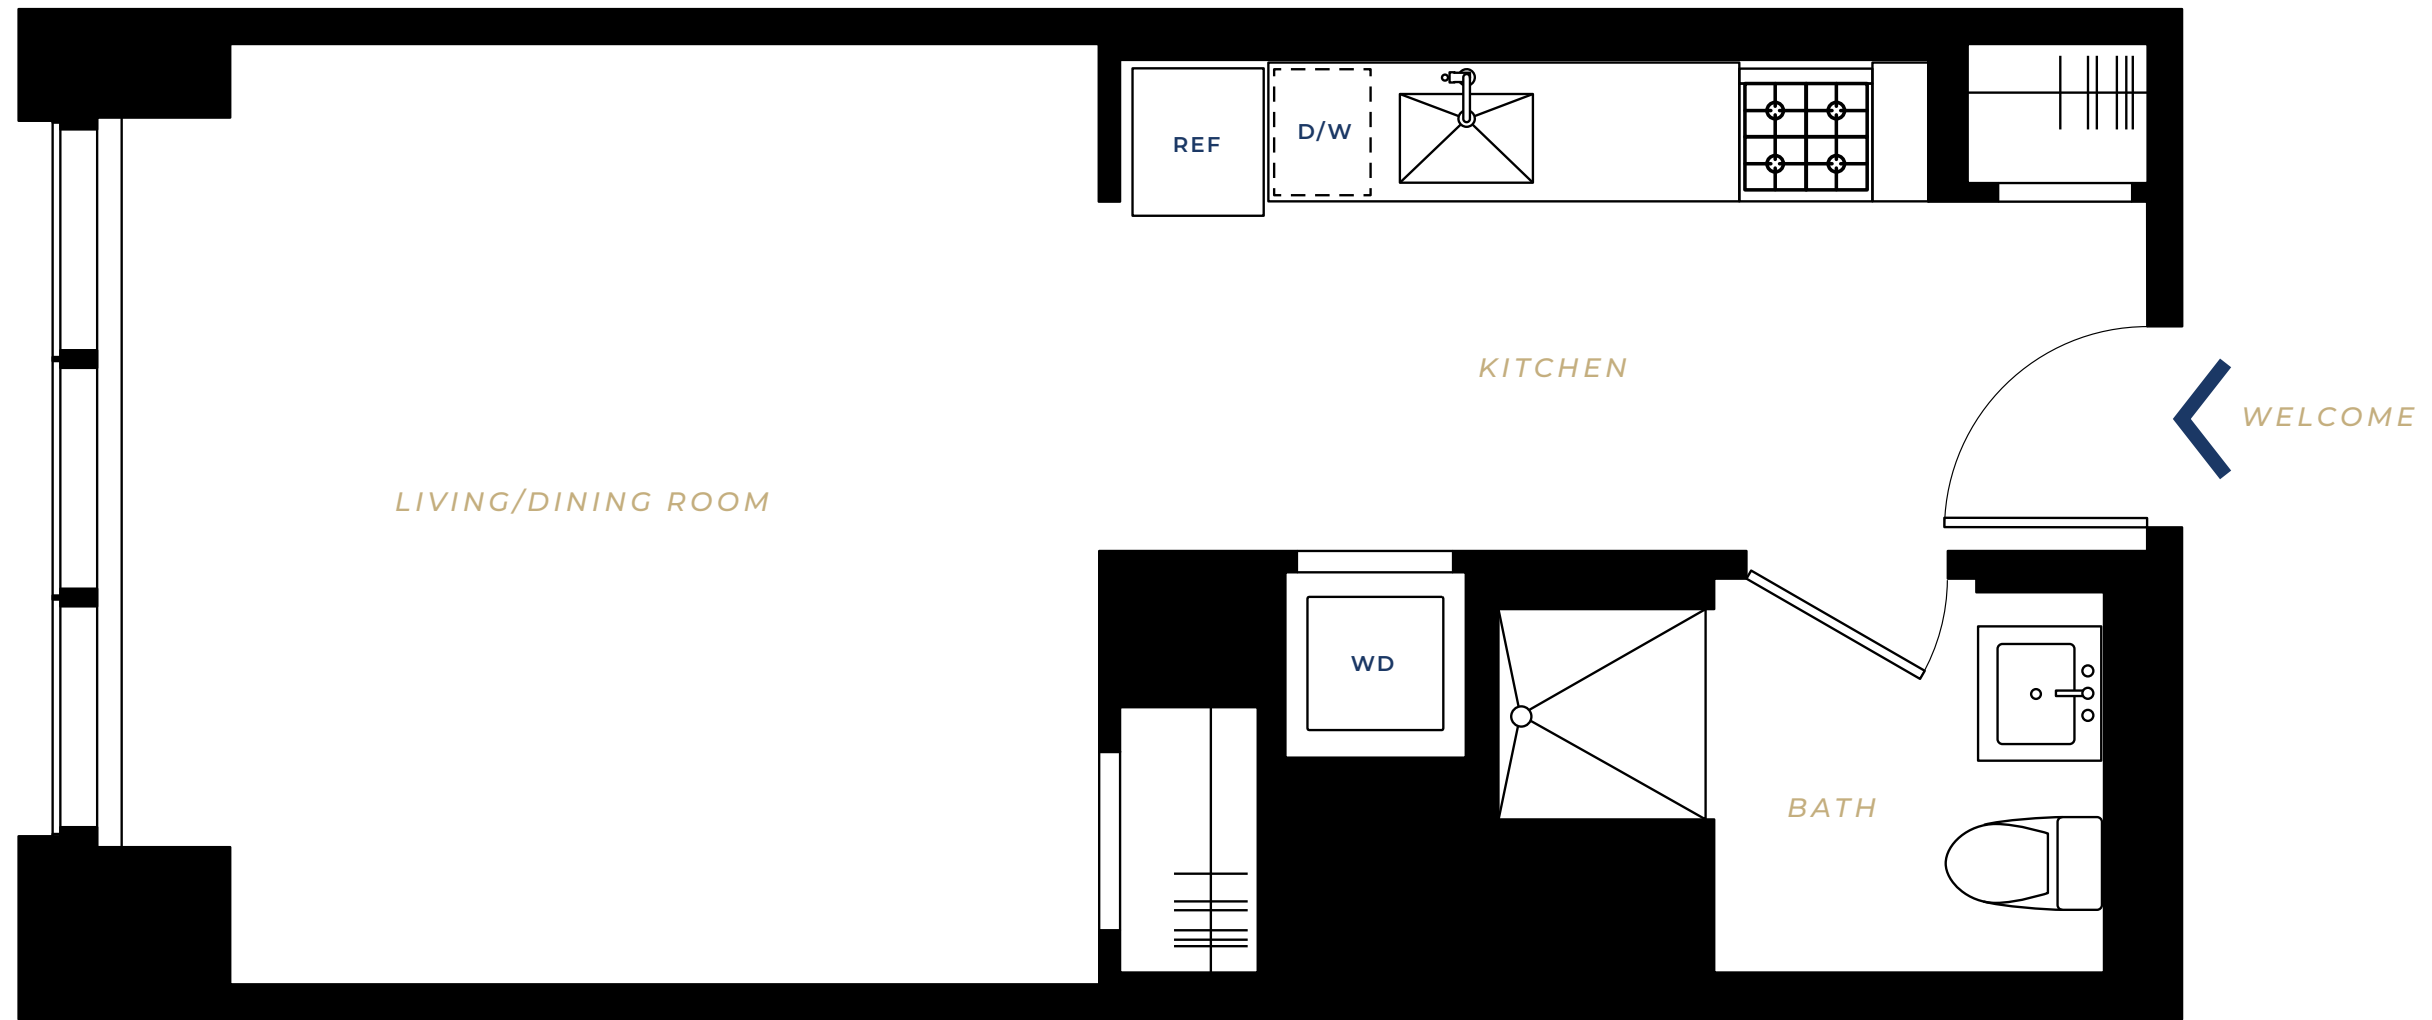 REF
D/W
KITCHEN
WELCOME
LIVING/DINING ROOM
WD
BATH